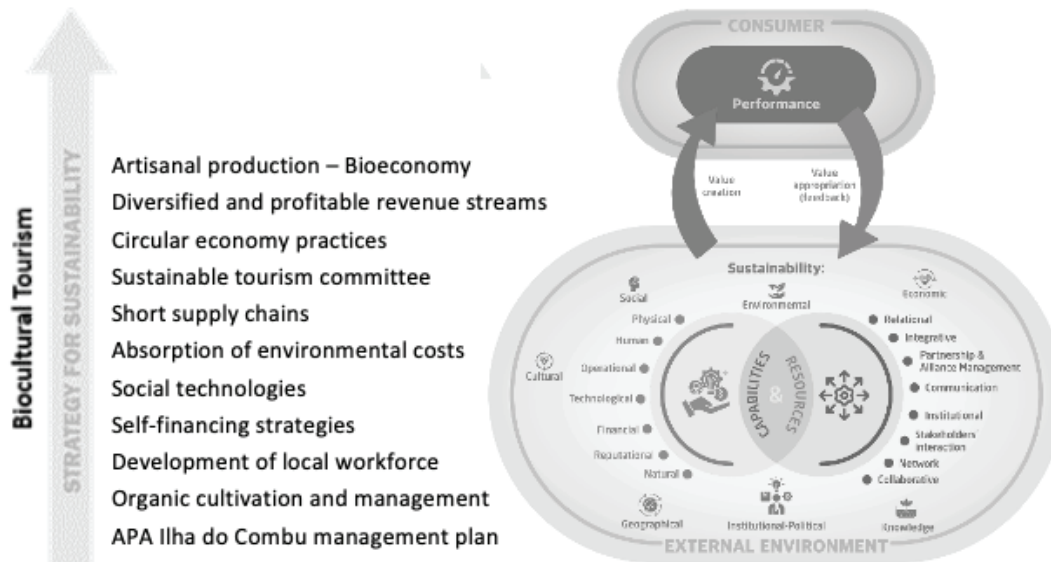 Biocultural Tourism
STRATEGY FOR SUSTAINABILITY
Artisanal production – Bioeconomy
Diversified and profitable revenue streams
Circular economy practices
Sustainable tourism committee
Short supply chains
Absorption of environmental costs
Social technologies
Self-financing strategies
Development of local workforce
Organic cultivation and management
APA Ilha do Combu management plan
CONSUMER
Performance
Value
creation
Value
appropriation
(feedback)
Sustainability:
Social
Environmental
Economic
Cultural
Physical
Human
Operational
Technological
Financial
Reputational
Natural
CAPABILITIES
&
RESOURCES
Relational
Integrative
Partnership &
Alliance Management
Communication
Institutional
Stakeholders'
interaction
Network
Collaborative
Geographical
Institutional-Political
Knowledge
EXTERNAL ENVIRONMENT